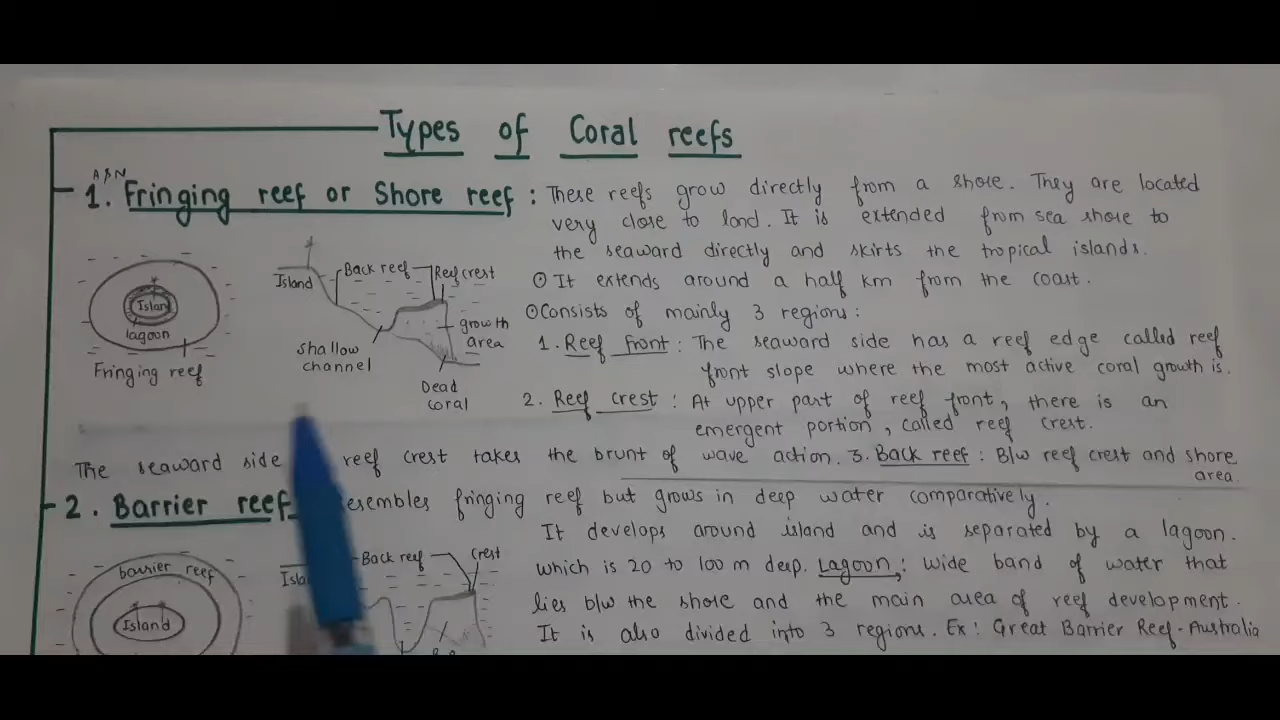 Types of Coral reefs
A & N
1. Fringing reef or Shore reef : These reefs grow directly from a shore. They are located
very close to land. It is extended from sea shore to
the seaward directly and skirts the tropical islands.
⊙ It extends around a half km from the coast.
⊙ Consists of mainly 3 regions:
1. Reef front : The seaward side has a reef edge called reef
front slope where the most active coral growth is.
2. Reef crest : At upper part of reef front, there is an
emergent portion, called reef crest.
Islan
lagoon
Fringing reef
Island
Back reef
Reef crest
growth
area
shallow
channel
Dead
coral
The seaward side reef crest takes the brunt of wave action. 3. Back reef : B/w reef crest and shore
area.
2. Barrier reef resembles fringing reef but grows in deep water comparatively.
It develops around island and is separated by a lagoon.
which is 20 to 100 m deep. Lagoon : wide band of water that
lies b/w the shore and the main area of reef development.
It is also divided into 3 regions. Ex: Great Barrier Reef - Australia
barrier reef
Island
Back reef
crest